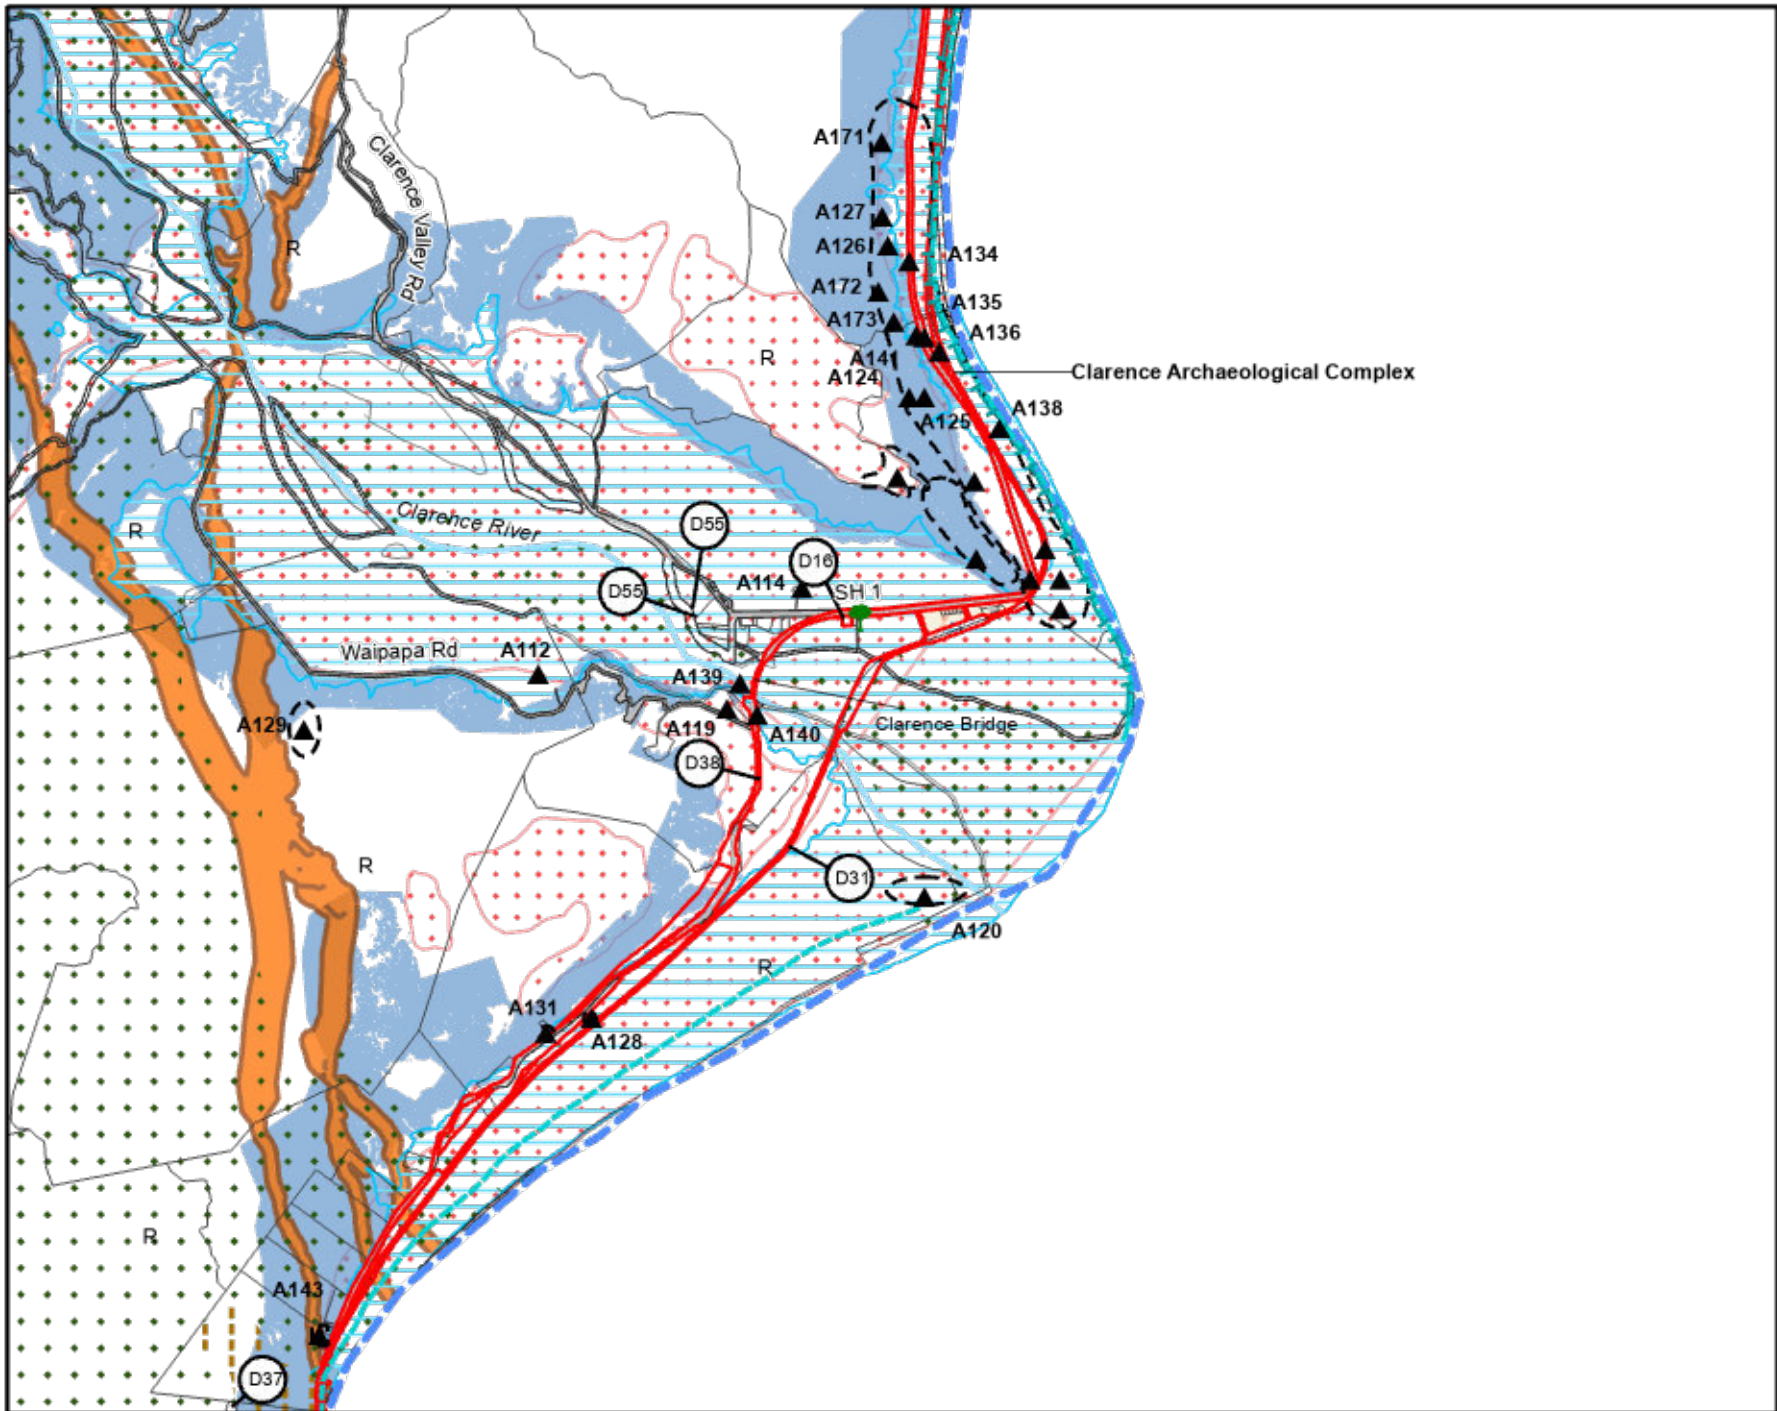 A171
Clarence Valley Rd
A127
R
A126
A134
A172
A135
A173
A136
R
A141
Clarence Archaeological Complex
A124
A138
A125
Clarence River
D55
R
D16
A114
D55
SH 1
Waipapa Rd
A112
A139
A129
A119
A140
Clarence Bridge
D38
R
D31
A120
R
A131
A128
R
A143
D37